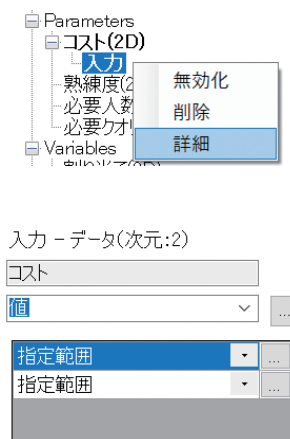 Parameters
コスト(2D)
入力
熟練度(2
必要人数
必要クオ
Variables
無効化
削除
詳細
入力 - データ(次元:2)
コスト
値
...
指定範囲
...
指定範囲
...